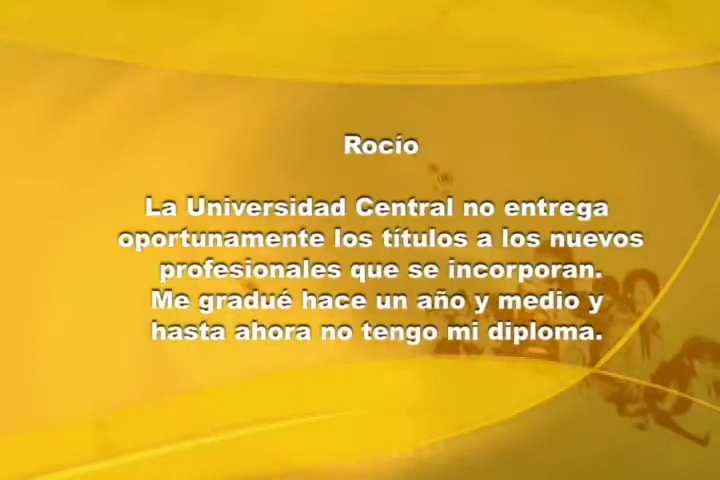 Rocío
La Universidad Central no entrega
oportunamente los títulos a los nuevos
profesionales que se incorporan.
Me gradué hace un año y medio y
hasta ahora no tengo mi diploma.